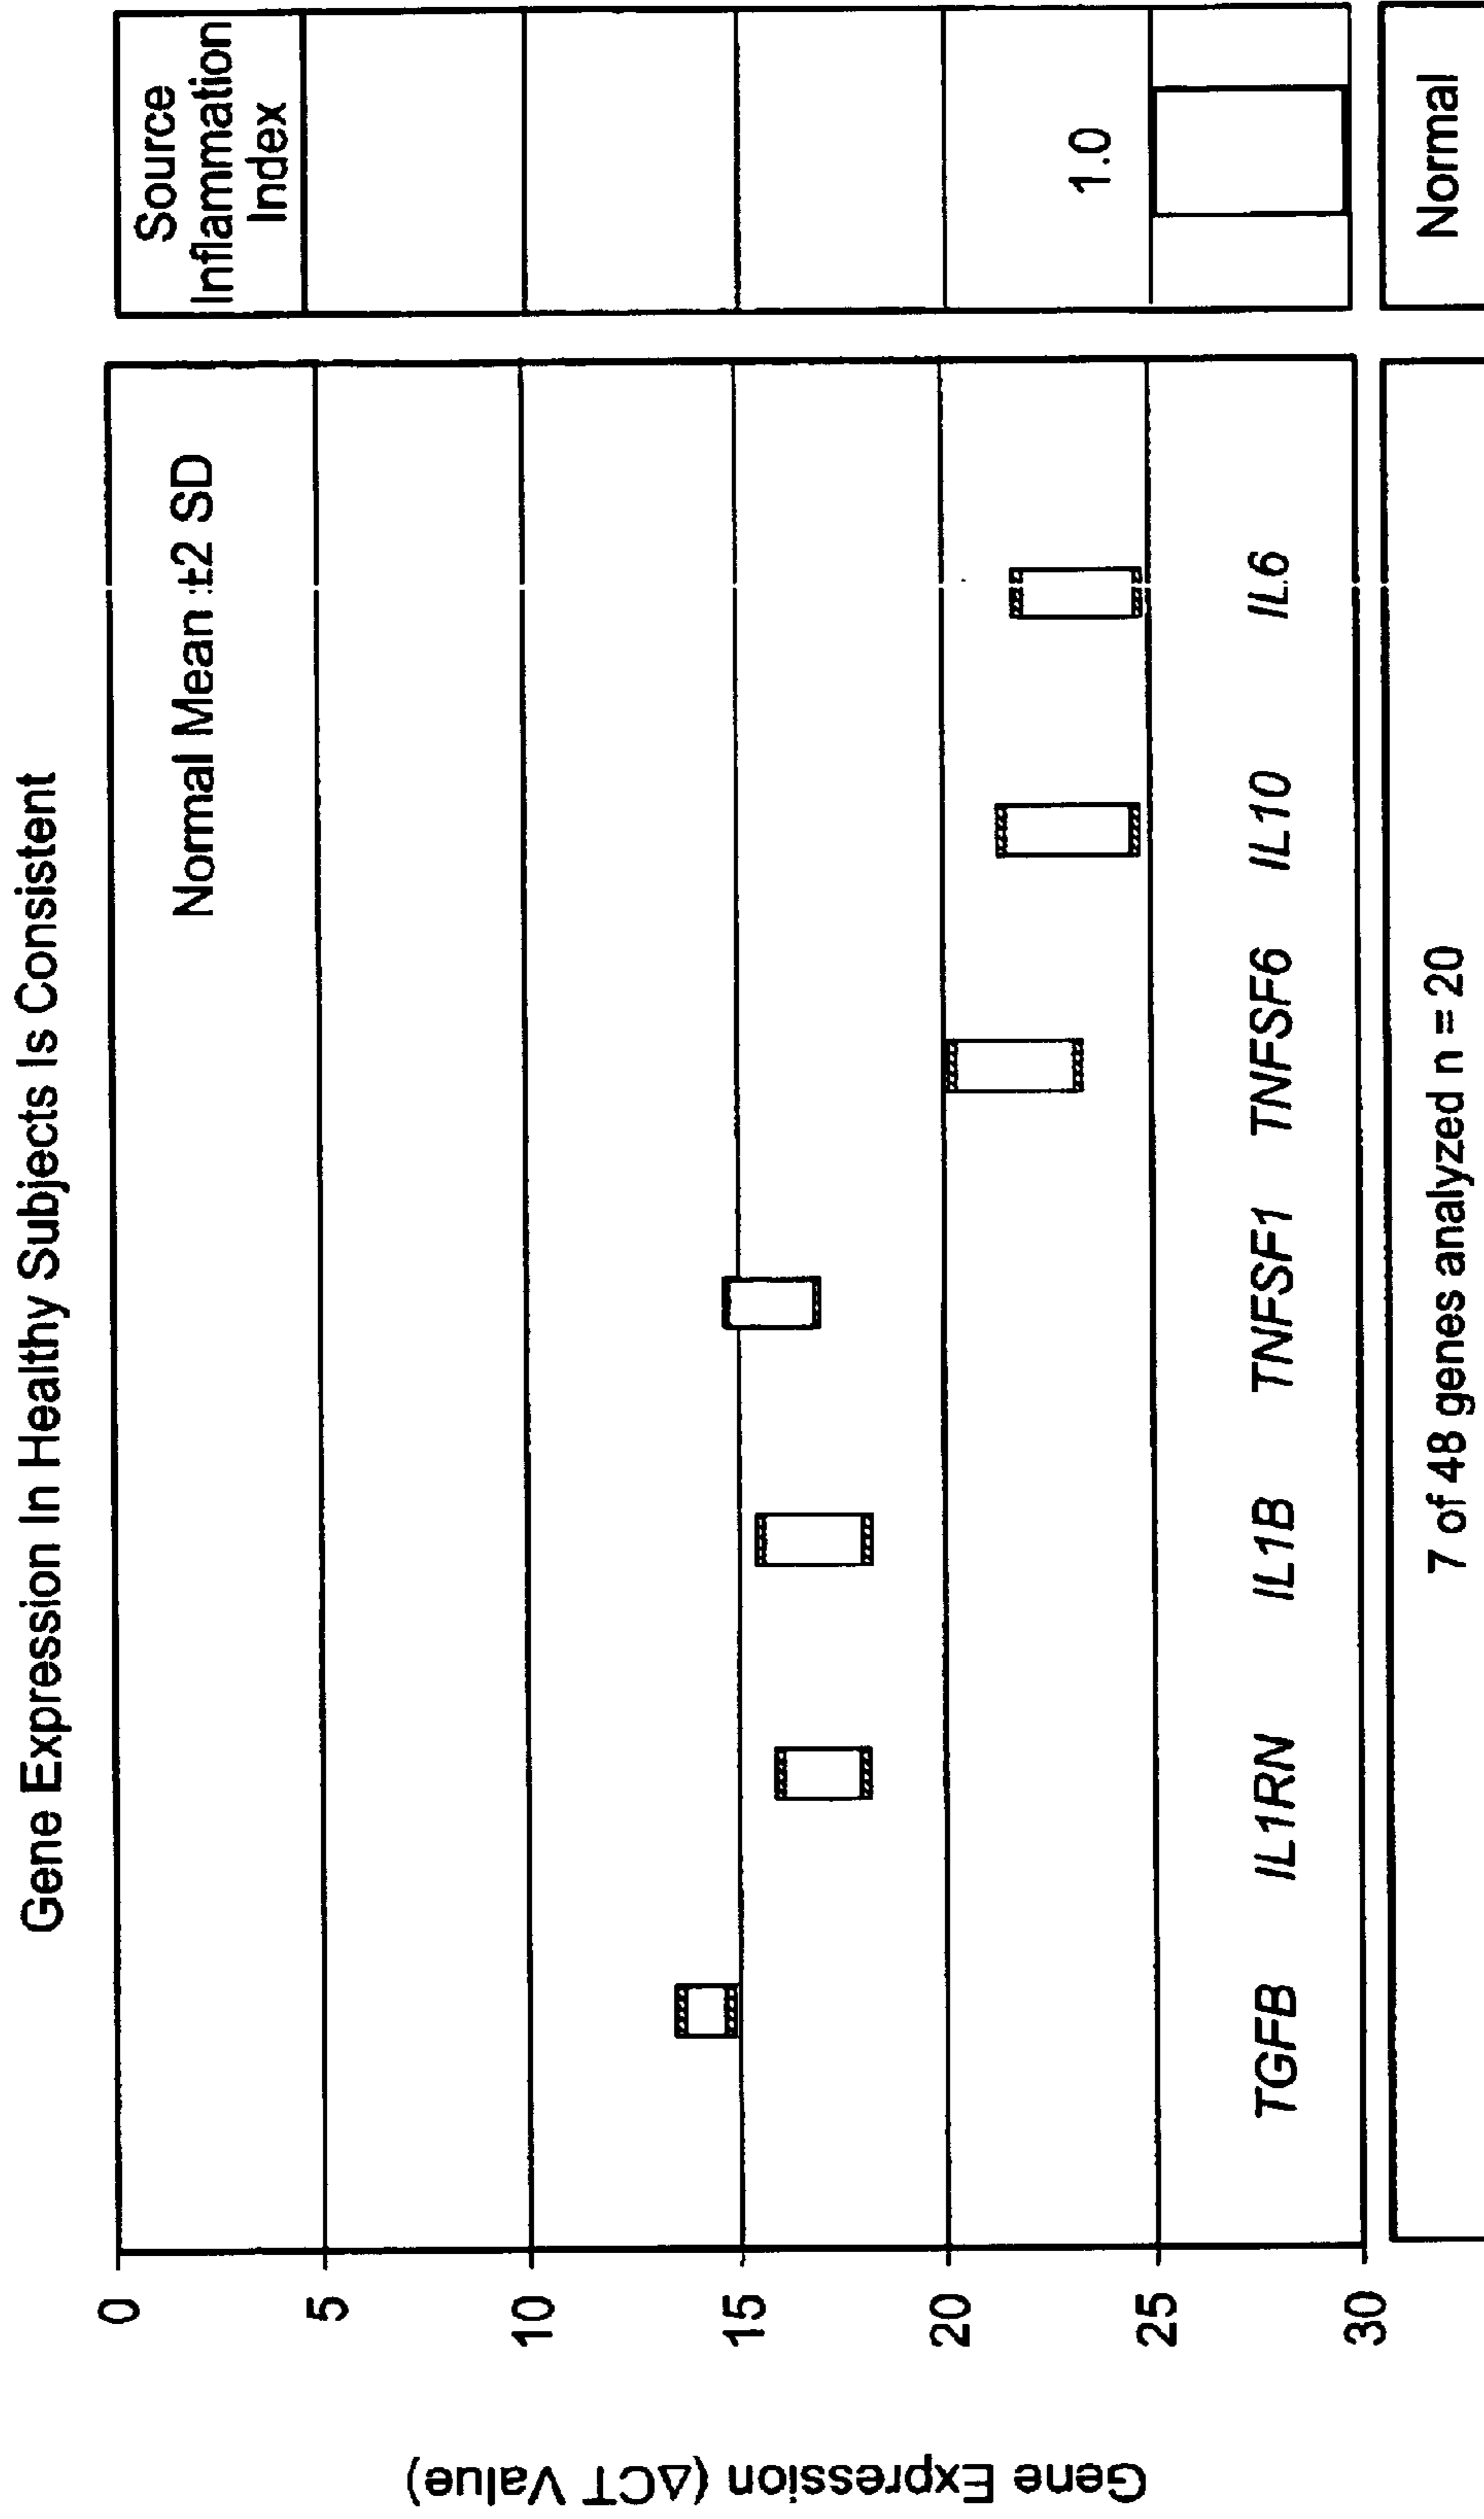 Gene Expression In Healthy Subjects Is Consistent
Gene Expression (ΔCT Value)
0
5
10
15
20
25
30
Normal Mean ±2 SD
TGFB IL1RN IL1B TNFSF1 TNFSF6 IL10 IL6
7 of 48 genes analyzed n = 20
Source
Inflammation
Index
1.0
Normal